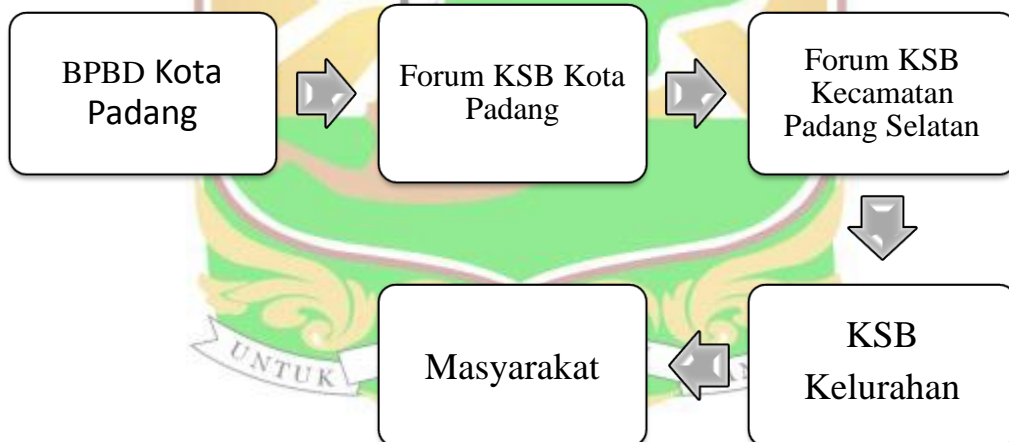 BPBD Kota
Padang
Forum KSB Kota
Padang
Forum KSB
Kecamatan
Padang Selatan
KSB
Kelurahan
Masyarakat
UNTUK